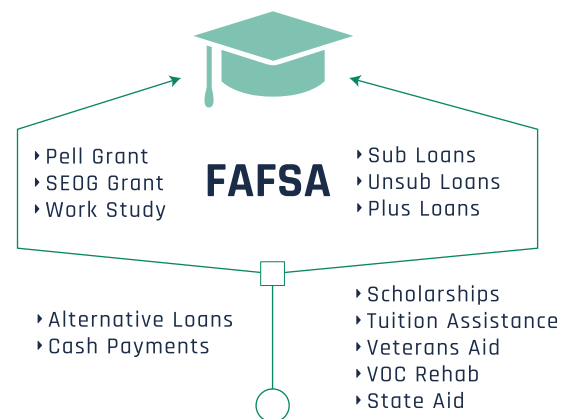 Pell Grant
SEOG Grant
Work Study
FAFSA
Sub Loans
Unsub Loans
Plus Loans
Alternative Loans
Cash Payments
Scholarships
Tuition Assistance
Veterans Aid
VOC Rehab
State Aid